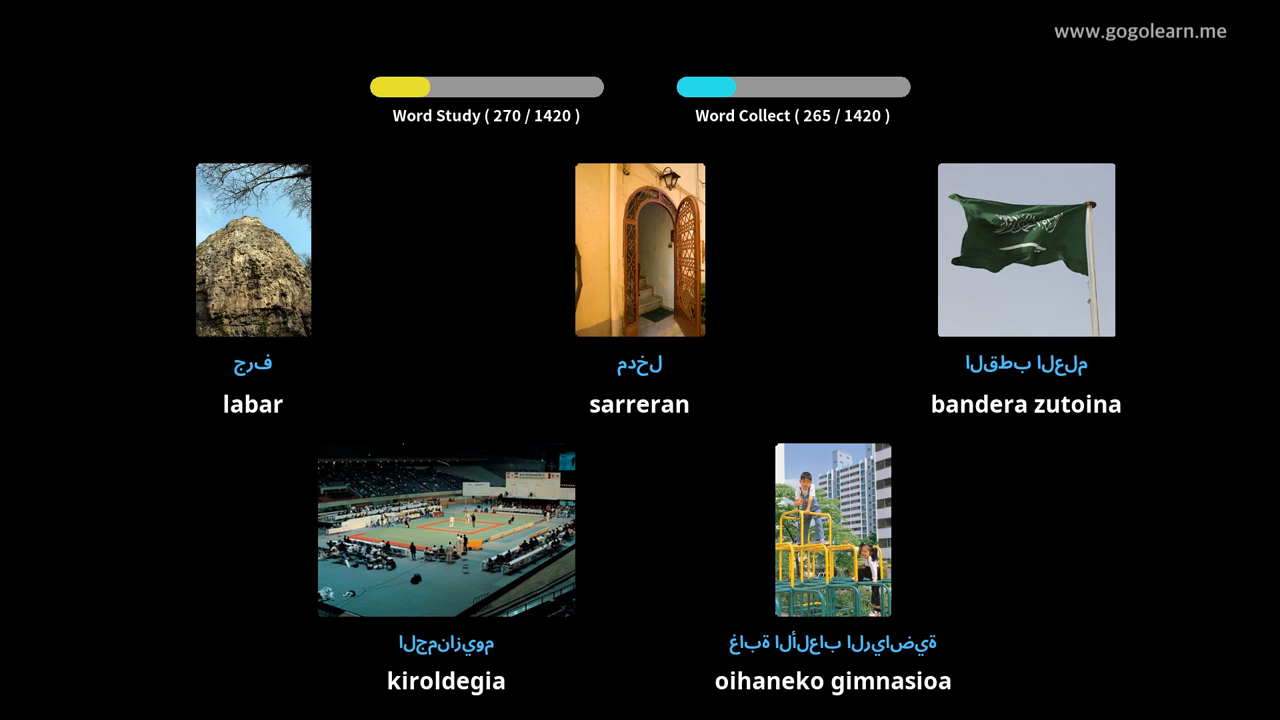 www.gogolearn.me
Word Study ( 270 / 1420 )
Word Collect ( 265 / 1420 )
جرف
labar
مدخل
sarreran
القطب العلم
bandera zutoina
الجمنازيوم
kiroldegia
غابة الألعاب الرياضية
oihaneko gimnasioa